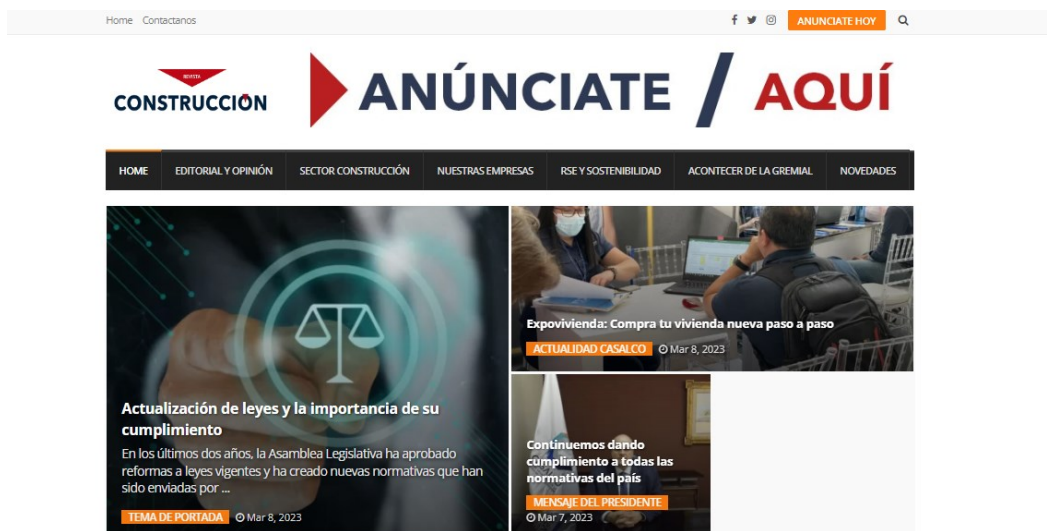 Home Contactanos
ANUNCIATE HOY
REVISTA
CONSTRUCCIÓN
ANÚNCIATE / AQUÍ
HOME EDITORIAL Y OPINIÓN SECTOR CONSTRUCCIÓN NUESTRAS EMPRESAS RSE Y SOSTENIBILIDAD ACONTECER DE LA GREMIAL NOVEDADES
Actualización de leyes y la importancia de su
cumplimiento
En los últimos dos años, la Asamblea Legislativa ha aprobado
reformas a leyes vigentes y ha creado nuevas normativas que han
sido enviadas por ...
TEMA DE PORTADA Mar 8, 2023
Expovivienda: Compra tu vivienda nueva paso a paso
ACTUALIDAD CASALCO Mar 8, 2023
Continuemos dando
cumplimiento a todas las
normativas del país
MENSAJE DEL PRESIDENTE
Mar 7, 2023